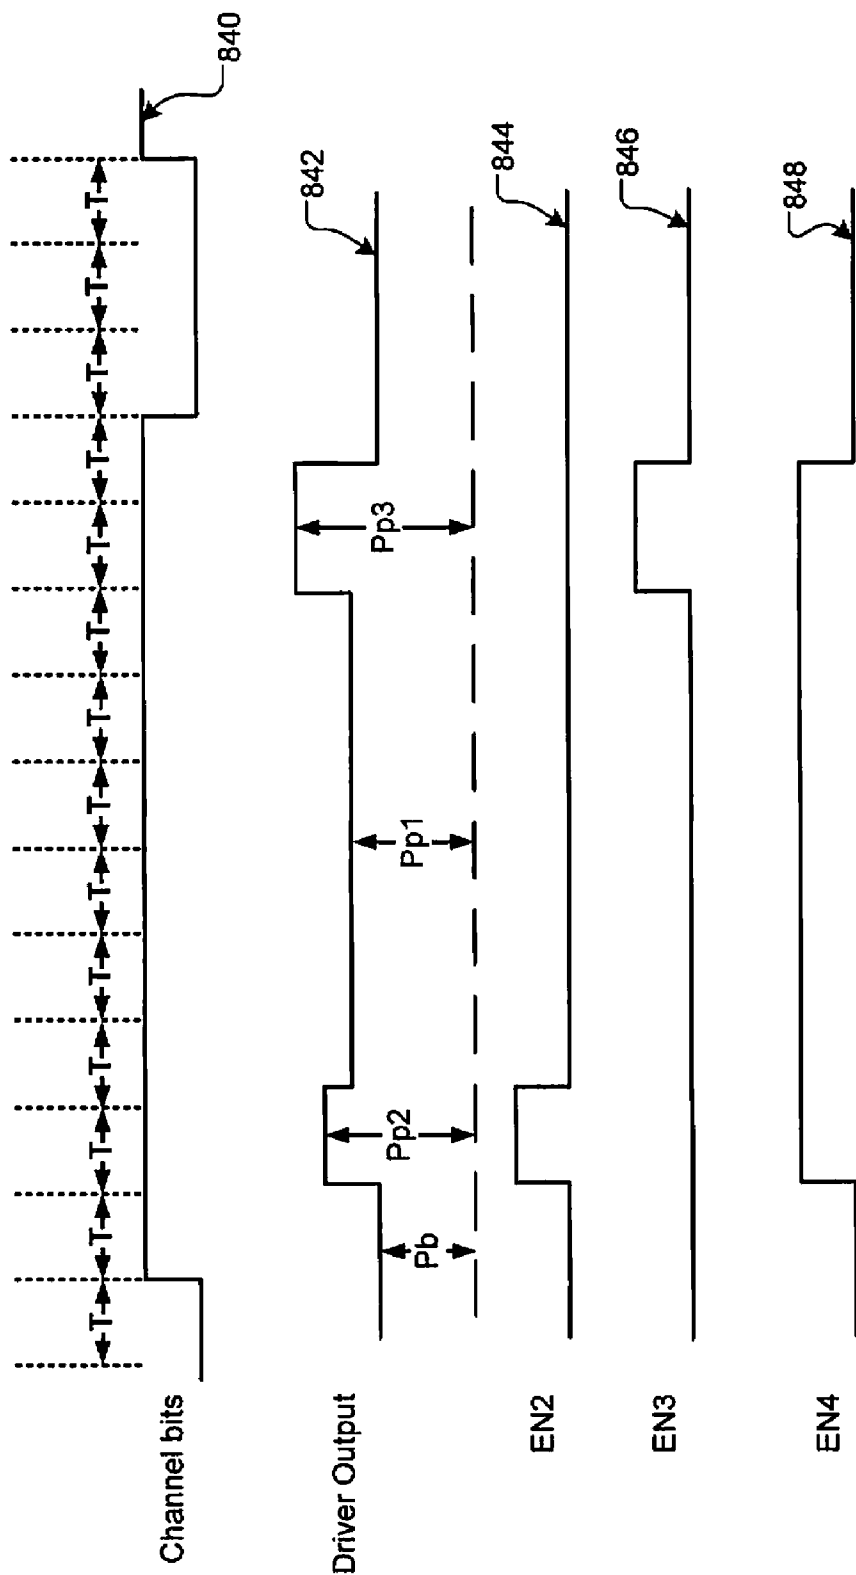 T T T T T T T T T T T T T T
Channel bits
840
Driver Output
Pb
Pp2
Pp1
Pp3
842
EN2
844
EN3
846
EN4
848